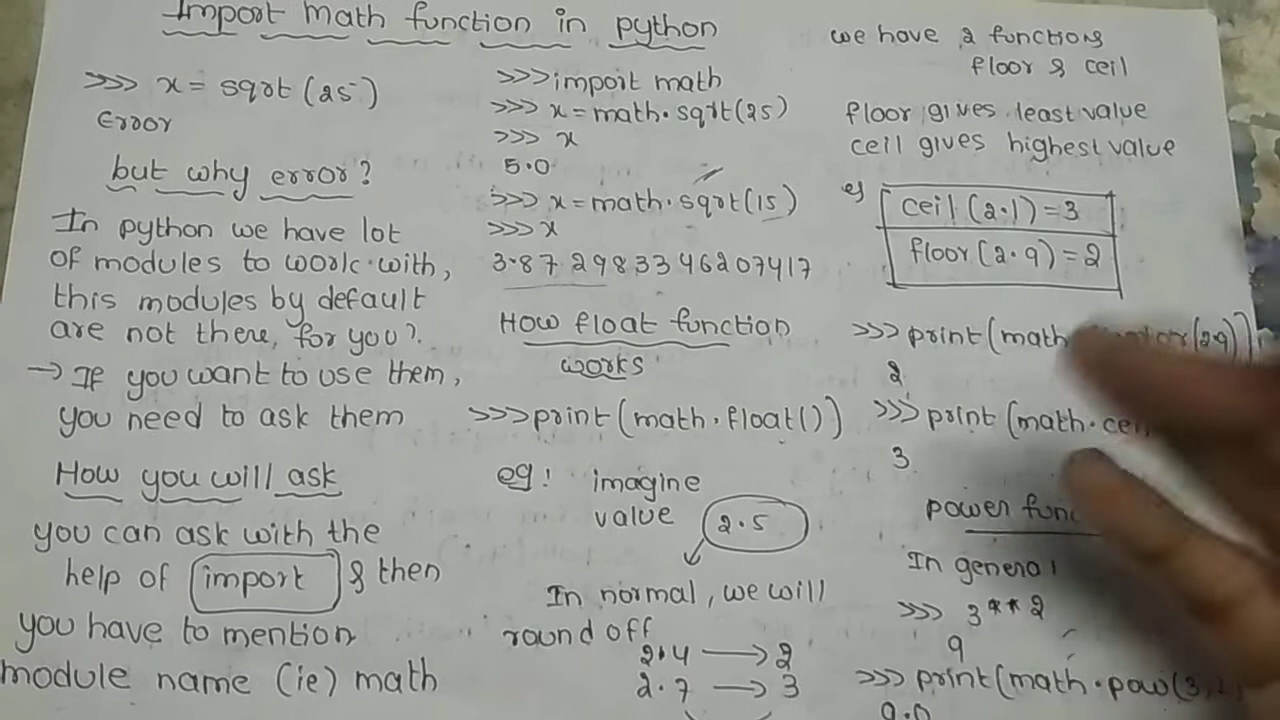 Import math function in python
>>> x = sqrt (25)
Error
but why error?
In python we have lot
of modules to work with,
this modules by default
are not there, for you?.
→ If you want to use them,
you need to ask them
How you will ask
you can ask with the
help of import & then
you have to mention
module name (ie) math
>>> import math
>>> x = math.sqrt(25)
>>> x
5.0
>>> x = math.sqrt(15)
>>> x
3.872983346207417
How float function
works
>>> print (math.float())
eg: imagine
value 2.5
In normal, we will
round off
2.4 → 2
2.7 → 3
we have 2 functions
floor & ceil
floor gives least value
ceil gives highest value
eg ceil (2.1) = 3
floor (2.9) = 2
>>> print (math
2
>>> print (math.
3
power
In general
>>> 3**2
9
>>> print (math.pow(3,
9.0